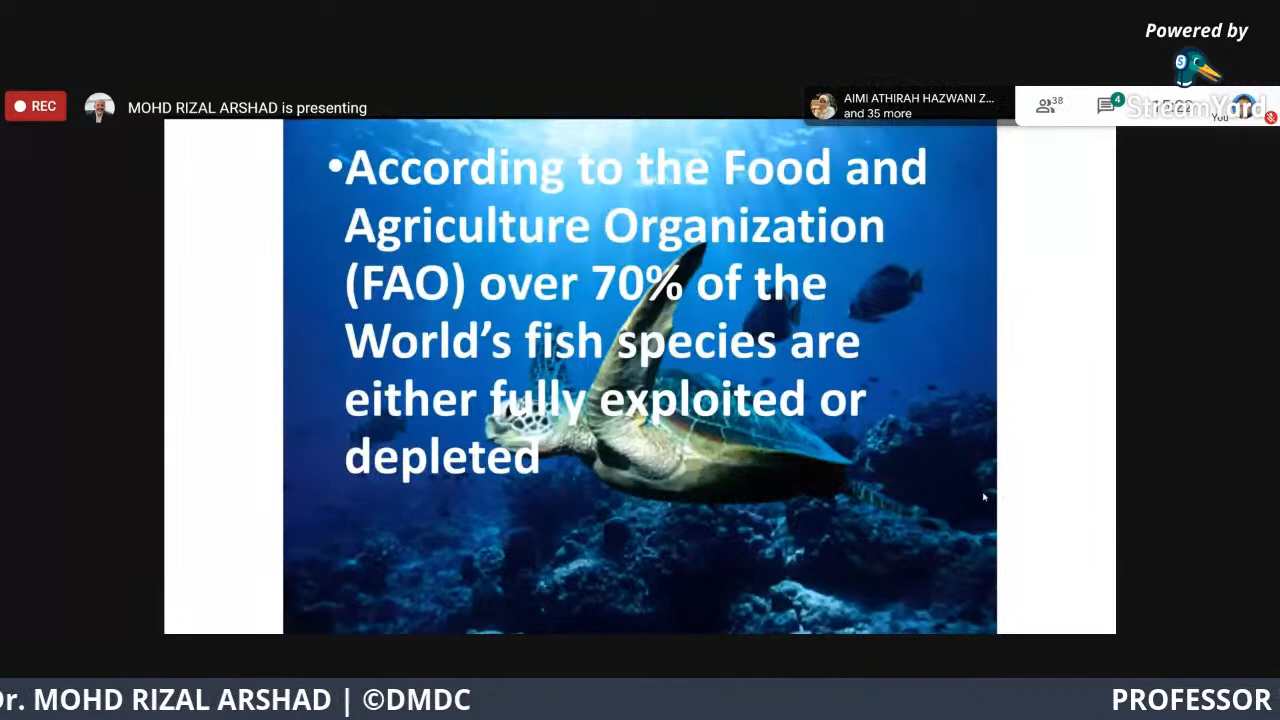 Powered by
S
StreamYard
REC
MOHD RIZAL ARSHAD is presenting
AIMI ATHIRAH HAZWANI Z...
and 35 more
38
4
You
•According to the Food and
Agriculture Organization
(FAO) over 70% of the
World’s fish species are
either fully exploited or
depleted
Dr. MOHD RIZAL ARSHAD | ©DMDC
PROFESSOR